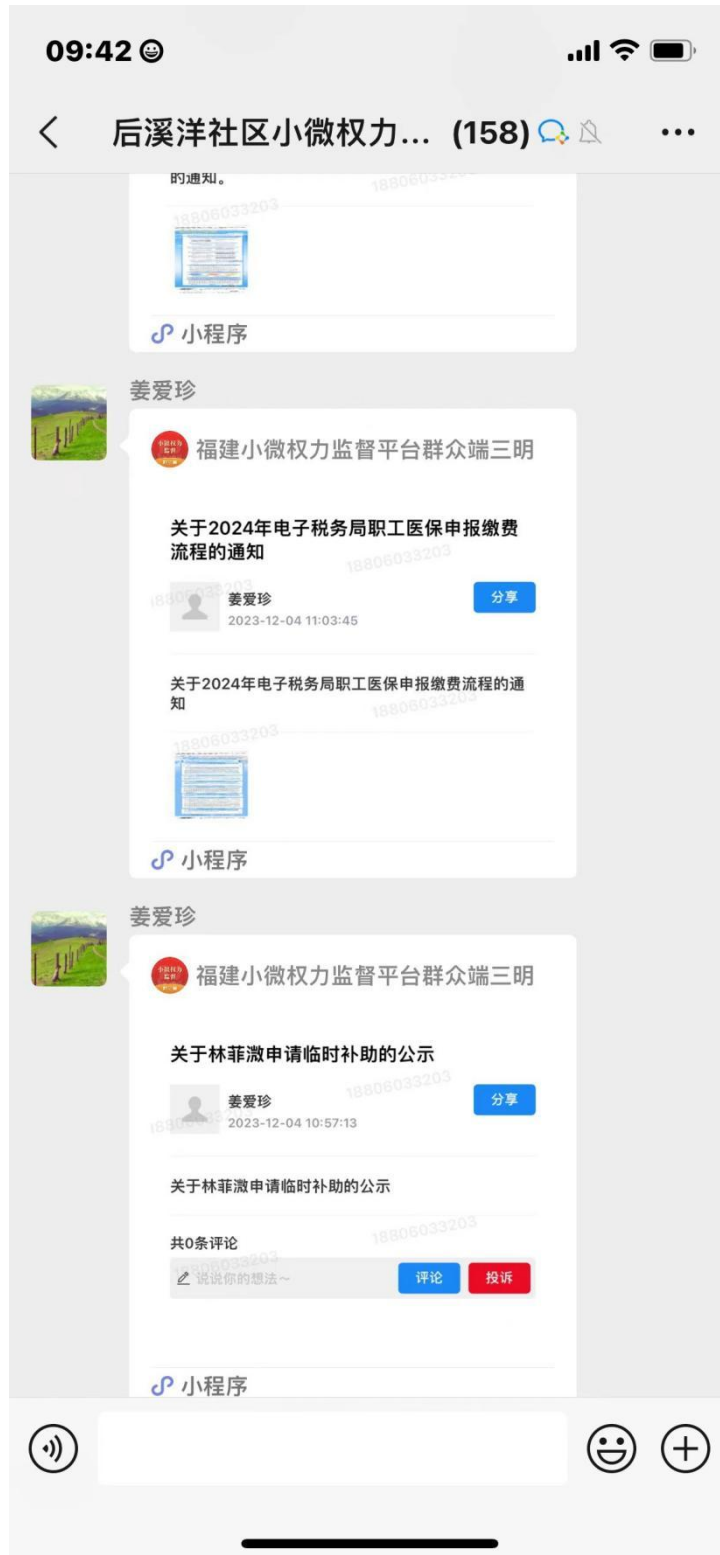 09:42
后溪洋社区小微权力... (158)
的通知。
18806033203
小程序
姜爱珍
福建小微权力监督平台群众端三明
关于2024年电子税务局职工医保申报缴费
流程的通知
18806033203
姜爱珍
分享
2023-12-04 11:03:45
关于2024年电子税务局职工医保申报缴费流程的通
知
18806033203
18806033203
小程序
姜爱珍
福建小微权力监督平台群众端三明
关于林菲溦申请临时补助的公示
18806033203
姜爱珍
分享
2023-12-04 10:57:13
关于林菲溦申请临时补助的公示
18806033203
共0条评论
说说你的想法~
评论
投诉
小程序